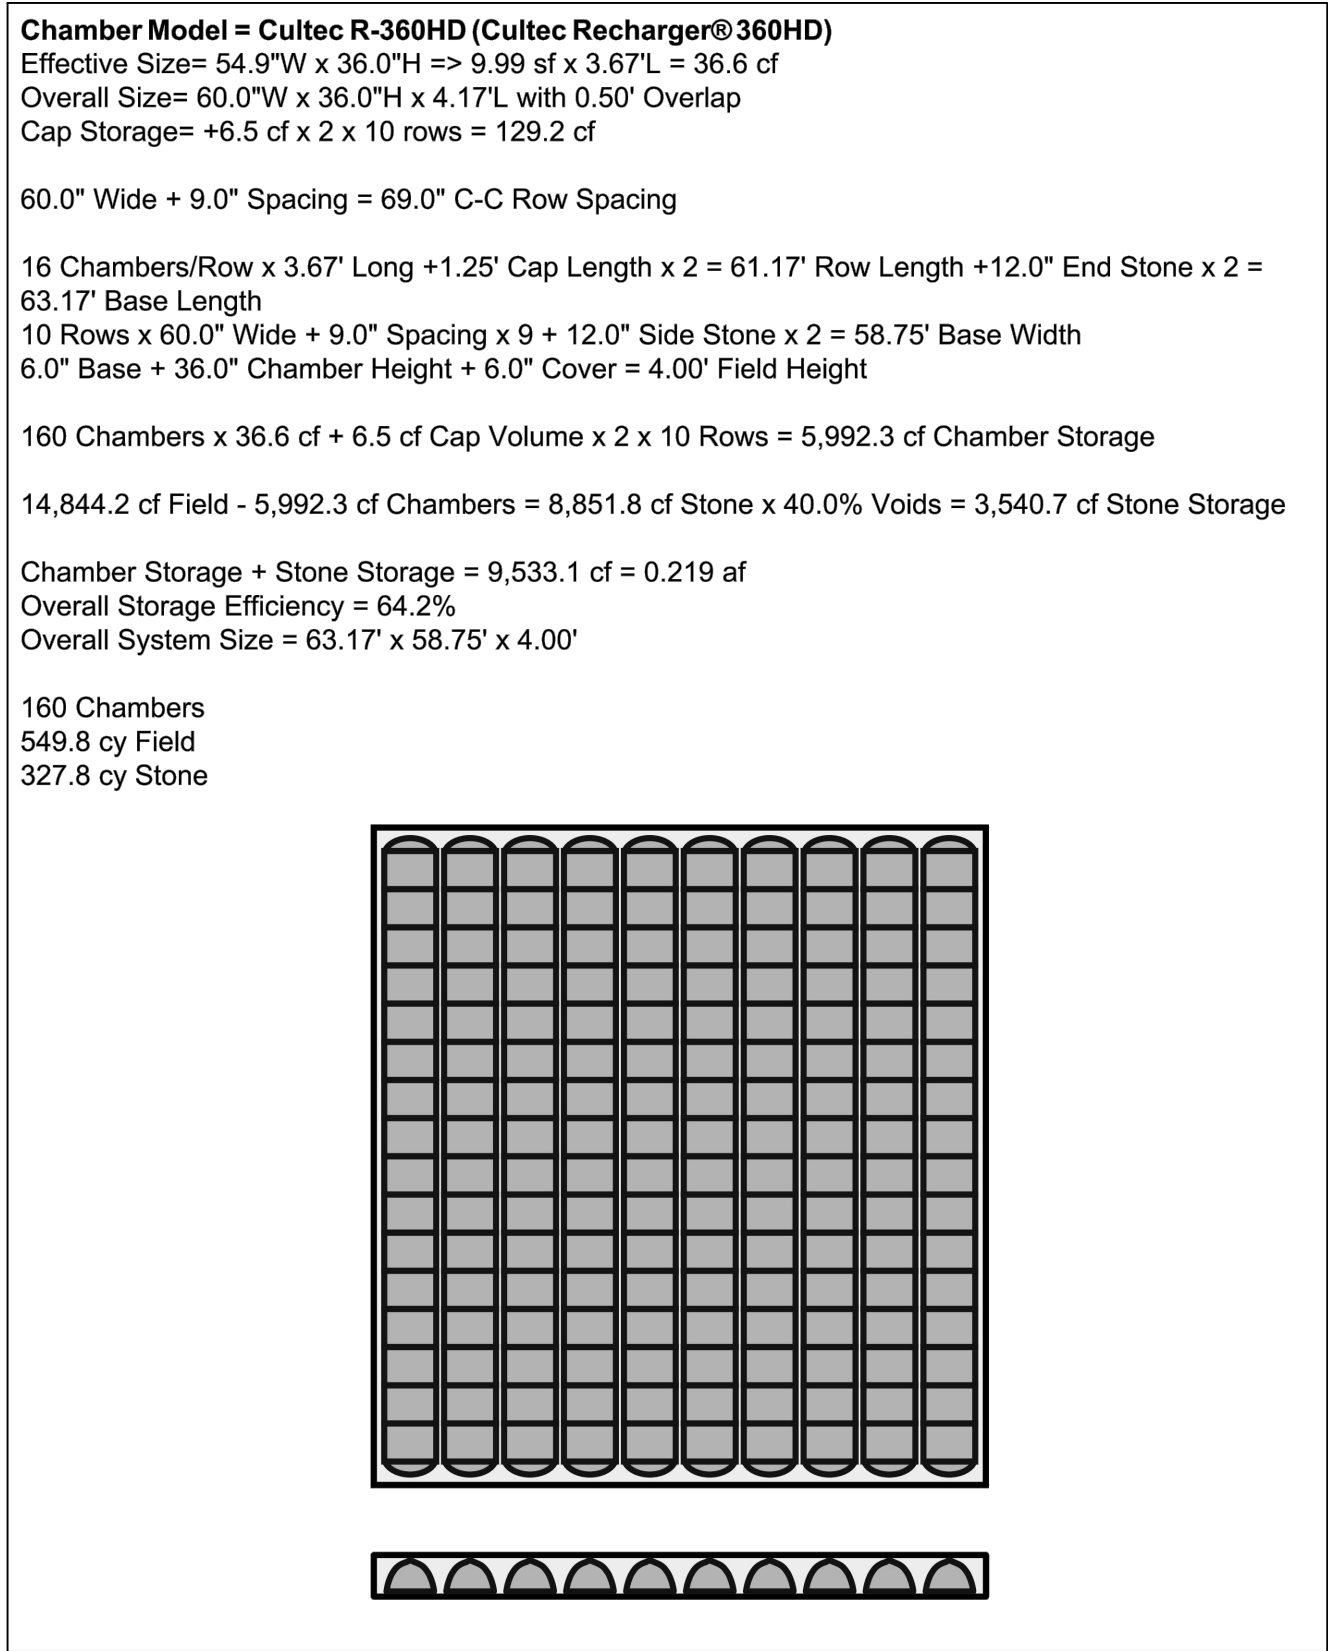 Chamber Model = Cultec R-360HD (Cultec Recharger® 360HD)
Effective Size= 54.9"W x 36.0"H => 9.99 sf x 3.67'L = 36.6 cf
Overall Size= 60.0"W x 36.0"H x 4.17'L with 0.50' Overlap
Cap Storage= +6.5 cf x 2 x 10 rows = 129.2 cf
60.0" Wide + 9.0" Spacing = 69.0" C-C Row Spacing
16 Chambers/Row x 3.67' Long +1.25' Cap Length x 2 = 61.17' Row Length +12.0" End Stone x 2 =
63.17' Base Length
10 Rows x 60.0" Wide + 9.0" Spacing x 9 + 12.0" Side Stone x 2 = 58.75' Base Width
6.0" Base + 36.0" Chamber Height + 6.0" Cover = 4.00' Field Height
160 Chambers x 36.6 cf + 6.5 cf Cap Volume x 2 x 10 Rows = 5,992.3 cf Chamber Storage
14,844.2 cf Field - 5,992.3 cf Chambers = 8,851.8 cf Stone x 40.0% Voids = 3,540.7 cf Stone Storage
Chamber Storage + Stone Storage = 9,533.1 cf = 0.219 af
Overall Storage Efficiency = 64.2%
Overall System Size = 63.17' x 58.75' x 4.00'
160 Chambers
549.8 cy Field
327.8 cy Stone